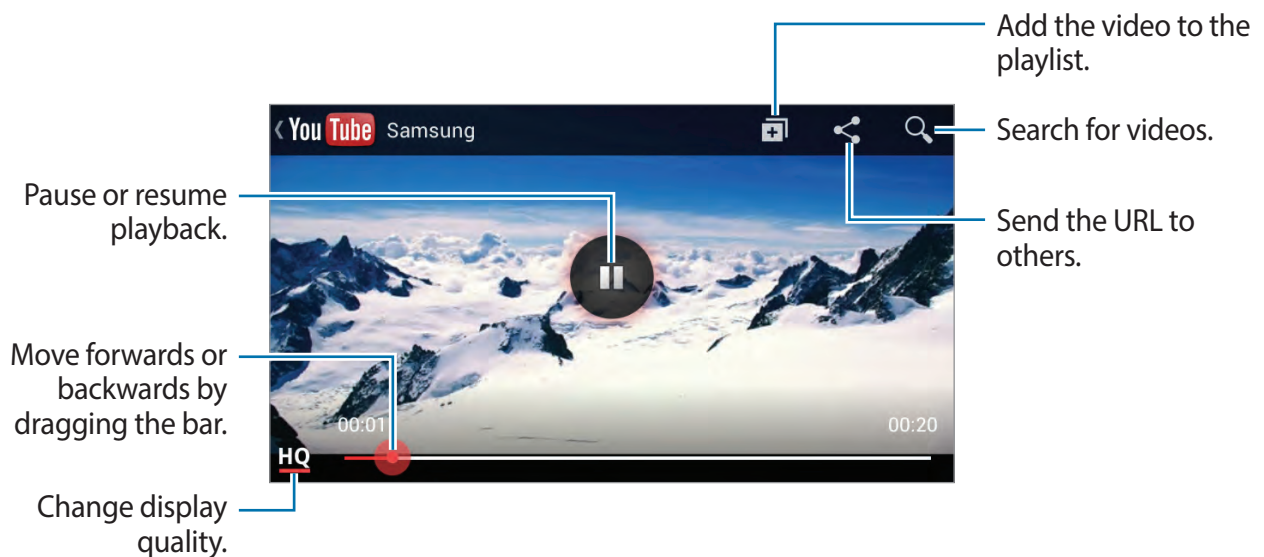 Add the video to the
playlist.
You Tube Samsung
Search for videos.
Pause or resume
playback.
Send the URL to
others.
Move forwards or
backwards by
dragging the bar.
00:01
00:20
HQ
Change display
quality.